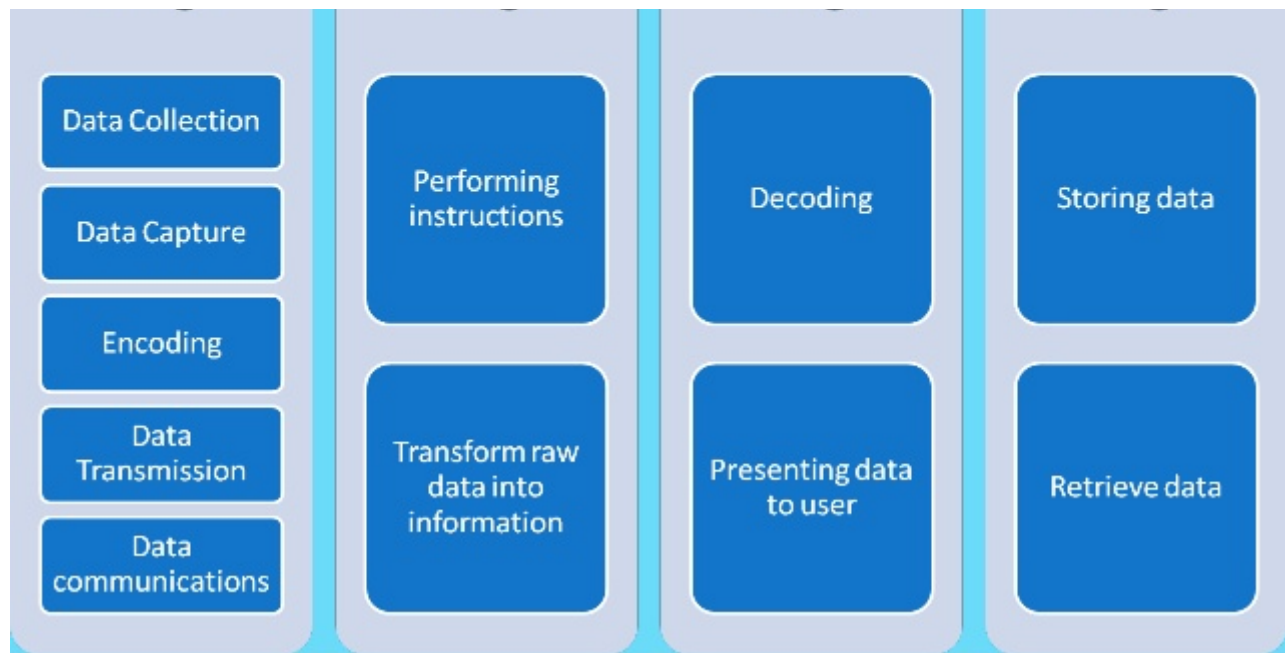 Data Collection
Data Capture
Encoding
Data
Transmission
Data
communications
Performing
instructions
Transform raw
data into
information
Decoding
Presenting data
to user
Storing data
Retrieve data